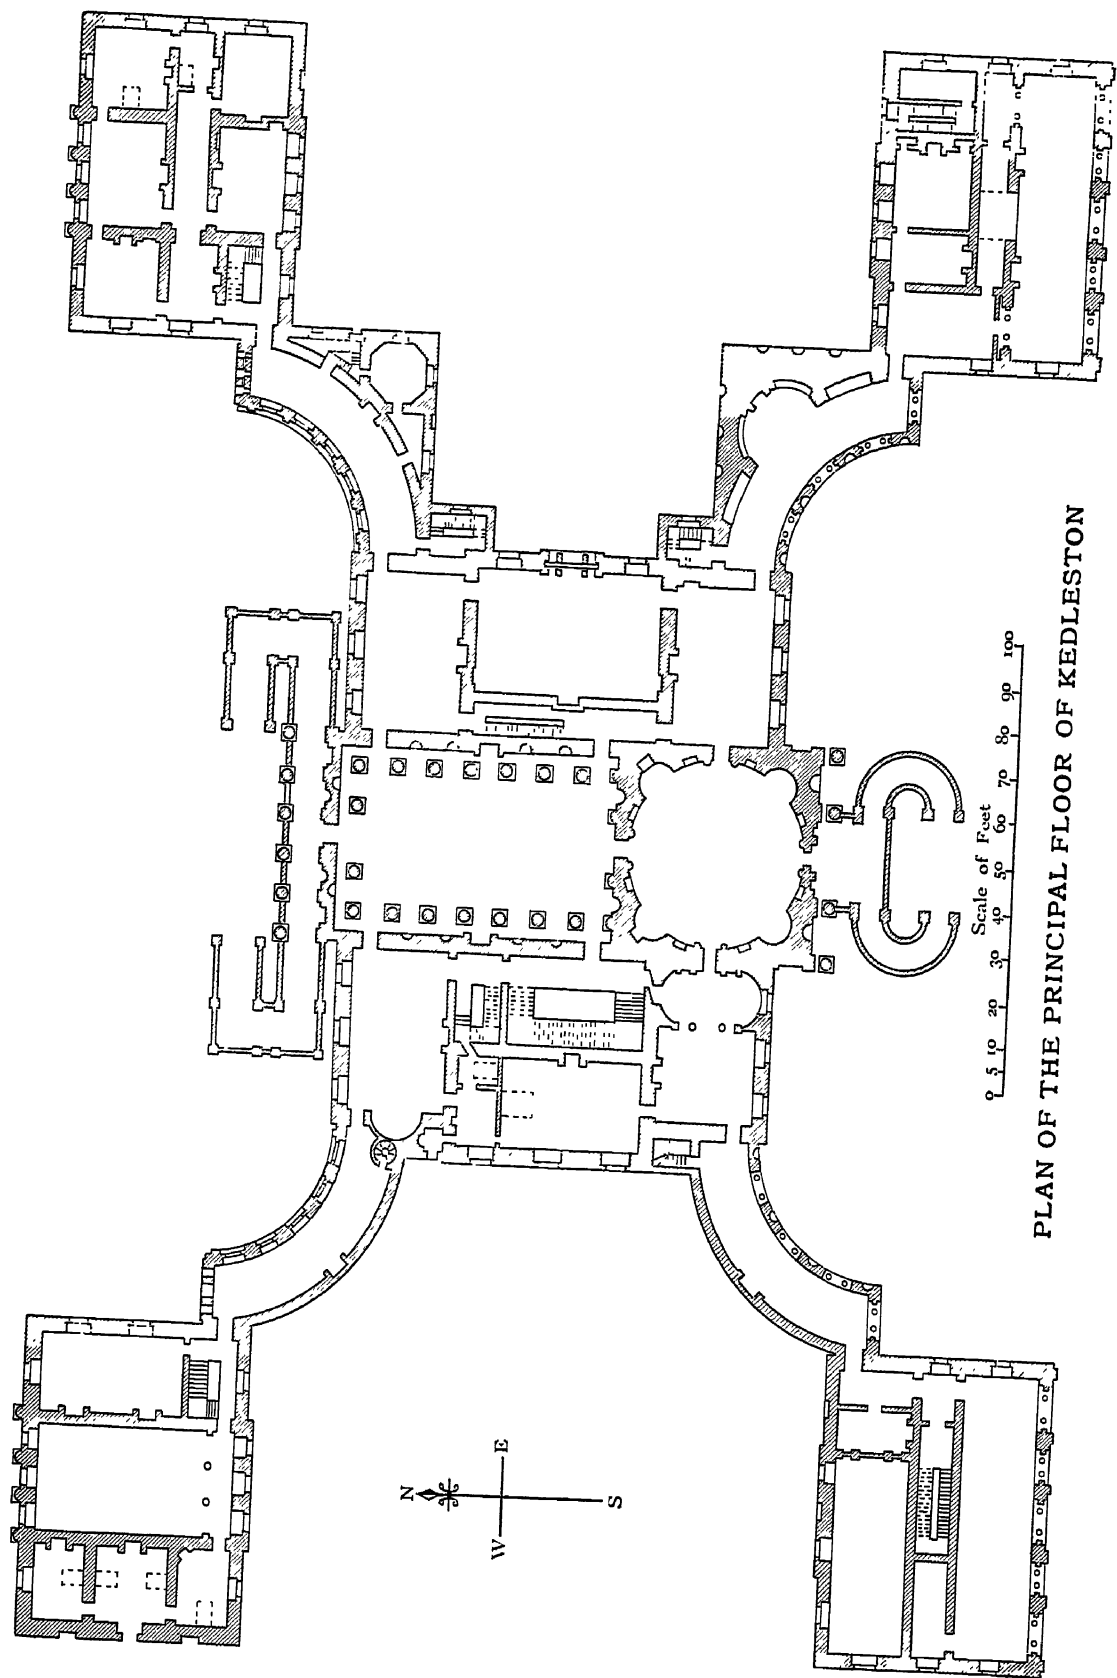 N
W E
S
0 5 10 20 30 40 50 60 70 80 90 100
Scale of Feet
PLAN OF THE PRINCIPAL FLOOR OF KEDLESTON